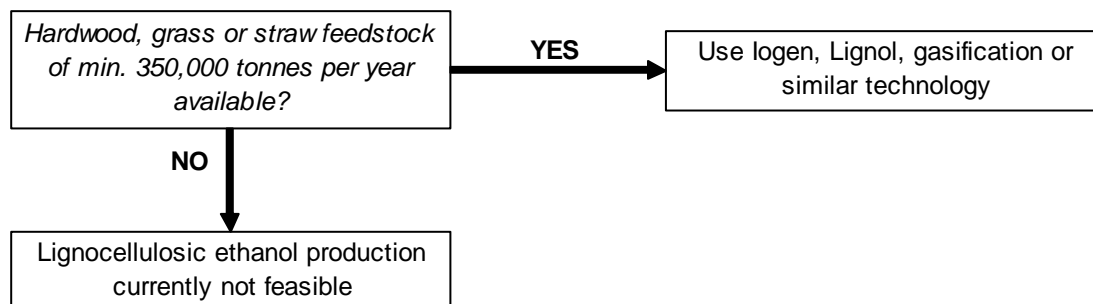 Hardwood, grass or straw feedstock
of min. 350,000 tonnes per year
available?
YES
Use Iogen, Lignol, gasification or
similar technology
NO
Lignocellulosic ethanol production
currently not feasible